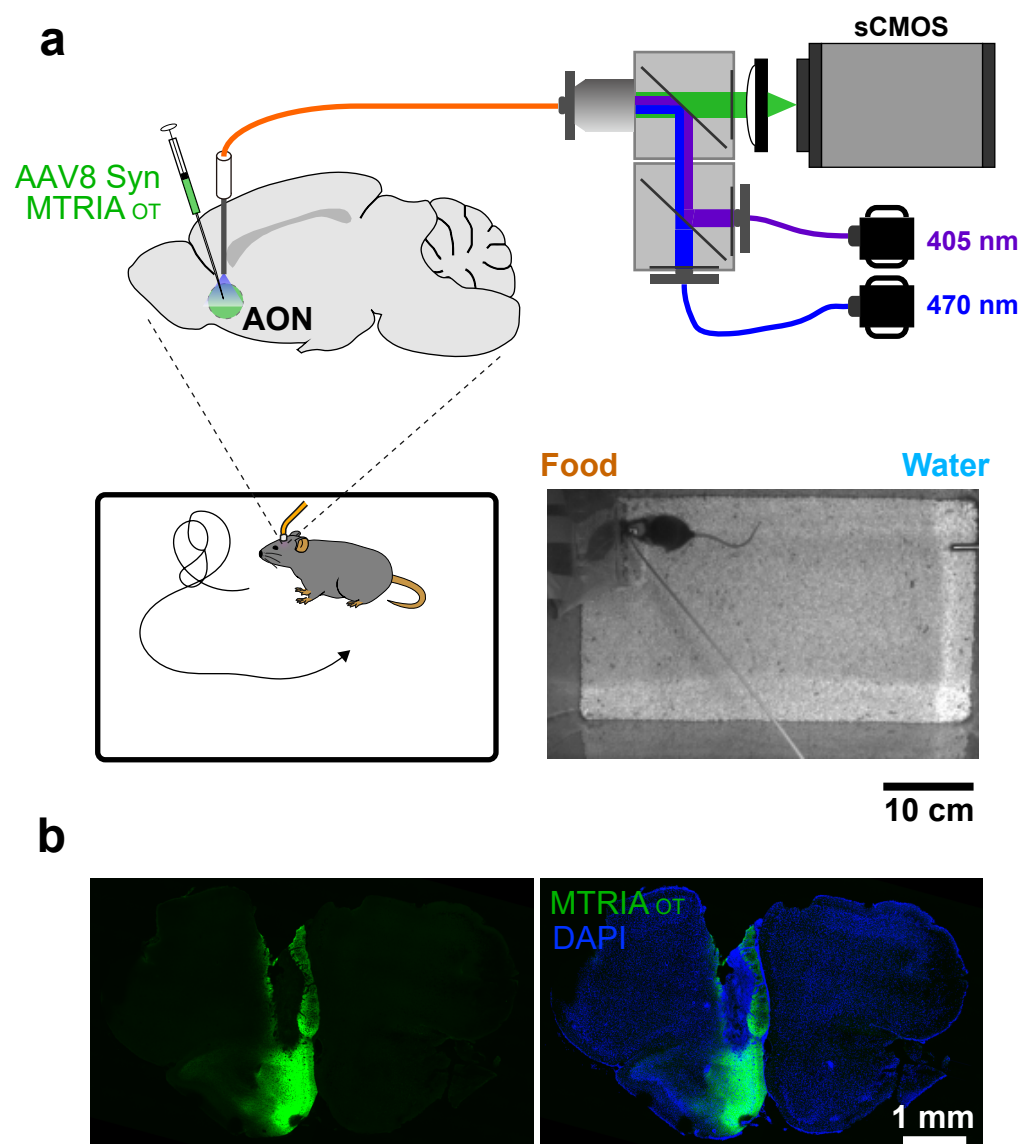 a
sCMOS
AAV8 Syn
MTRIA OT
405 nm
470 nm
AON
Food
Water
10 cm
b
MTRIA OT
DAPI
1 mm